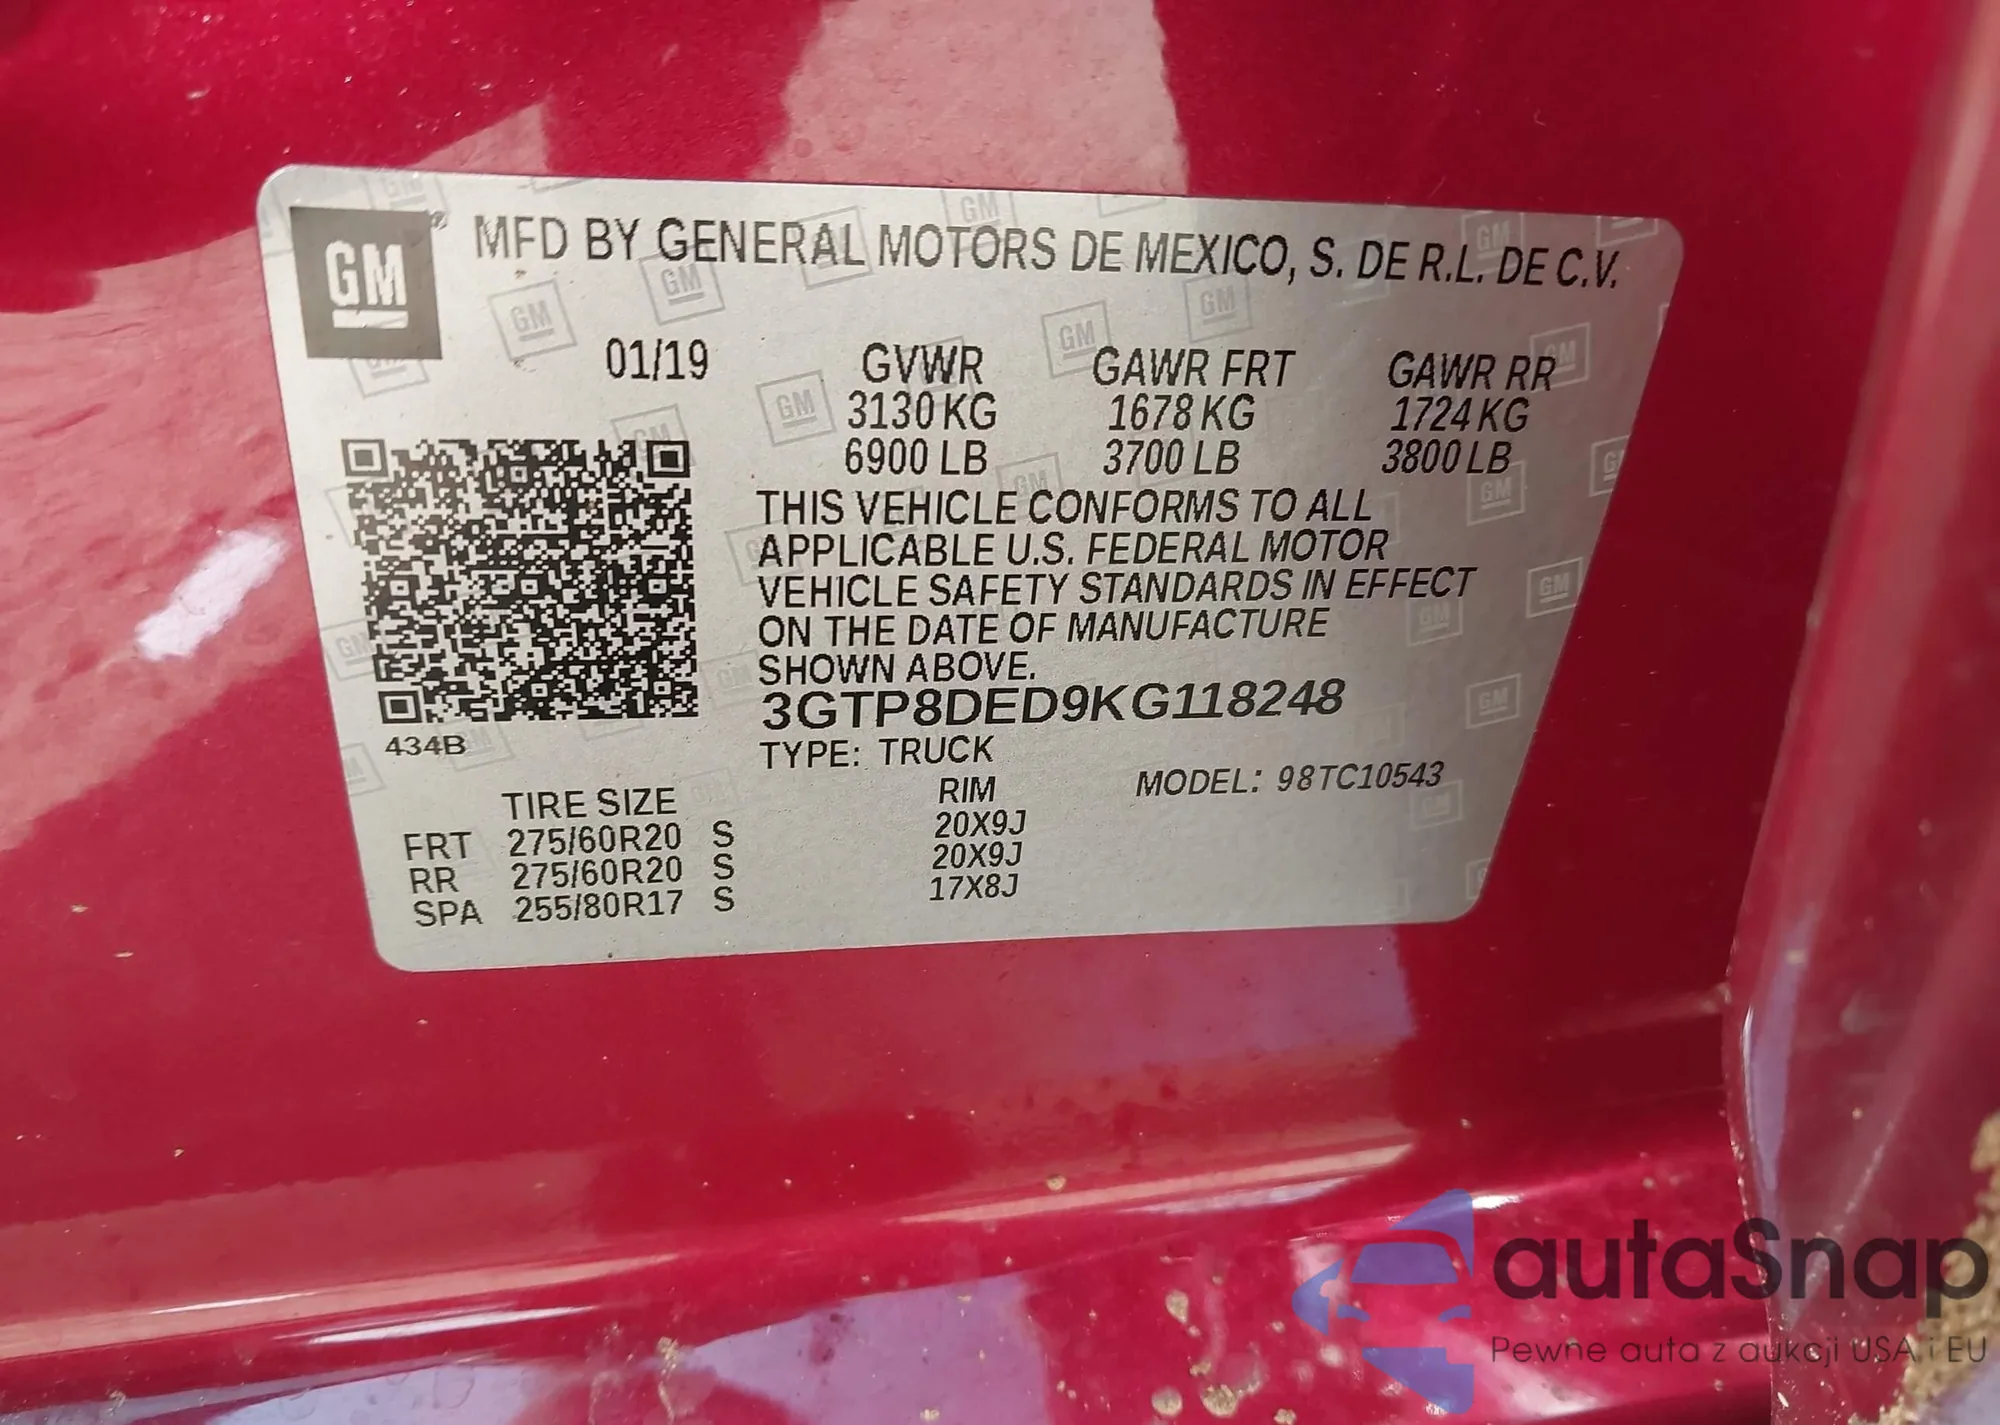 GM
MFD BY GENERAL MOTORS DE MEXICO, S. DE R.L. DE C.V.
01/19 GVWR GAWR FRT GAWR RR
3130 KG 1678 KG 1724 KG
6900 LB 3700 LB 3800 LB
THIS VEHICLE CONFORMS TO ALL
APPLICABLE U.S. FEDERAL MOTOR
VEHICLE SAFETY STANDARDS IN EFFECT
ON THE DATE OF MANUFACTURE
SHOWN ABOVE.
3GTP8DED9KG118248
434B
TYPE: TRUCK
MODEL: 98TC10543
TIRE SIZE RIM
FRT 275/60R20 S 20X9J
RR 275/60R20 S 20X9J
SPA 255/80R17 S 17X8J
autaSnap
Pewne auta z aukcji USA i EU